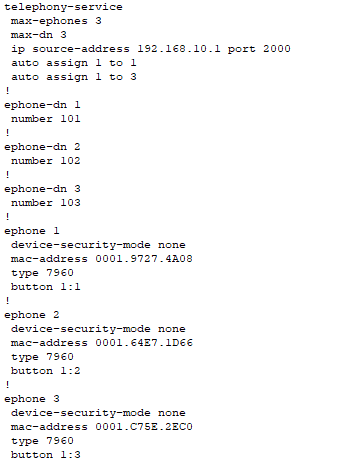 telephony-service
max-ephones 3
max-dn 3
ip source-address 192.168.10.1 port 2000
auto assign 1 to 1
auto assign 1 to 3
!
ephone-dn 1
number 101
!
ephone-dn 2
number 102
!
ephone-dn 3
number 103
!
ephone 1
device-security-mode none
mac-address 0001.9727.4A08
type 7960
button 1:1
!
ephone 2
device-security-mode none
mac-address 0001.64E7.1D66
type 7960
button 1:2
!
ephone 3
device-security-mode none
mac-address 0001.C75E.2EC0
type 7960
button 1:3